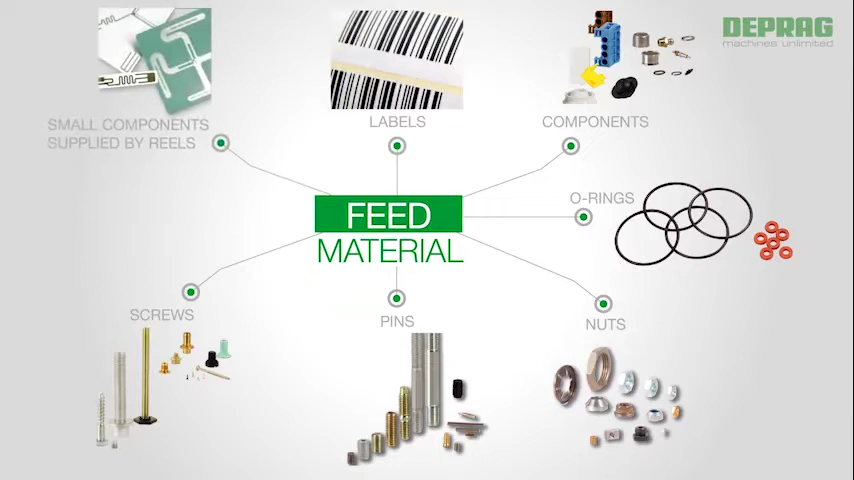 DEPRAG
machines unlimited
SMALL COMPONENTS
SUPPLIED BY REELS
LABELS
COMPONENTS
O-RINGS
FEED
MATERIAL
SCREWS
PINS
NUTS